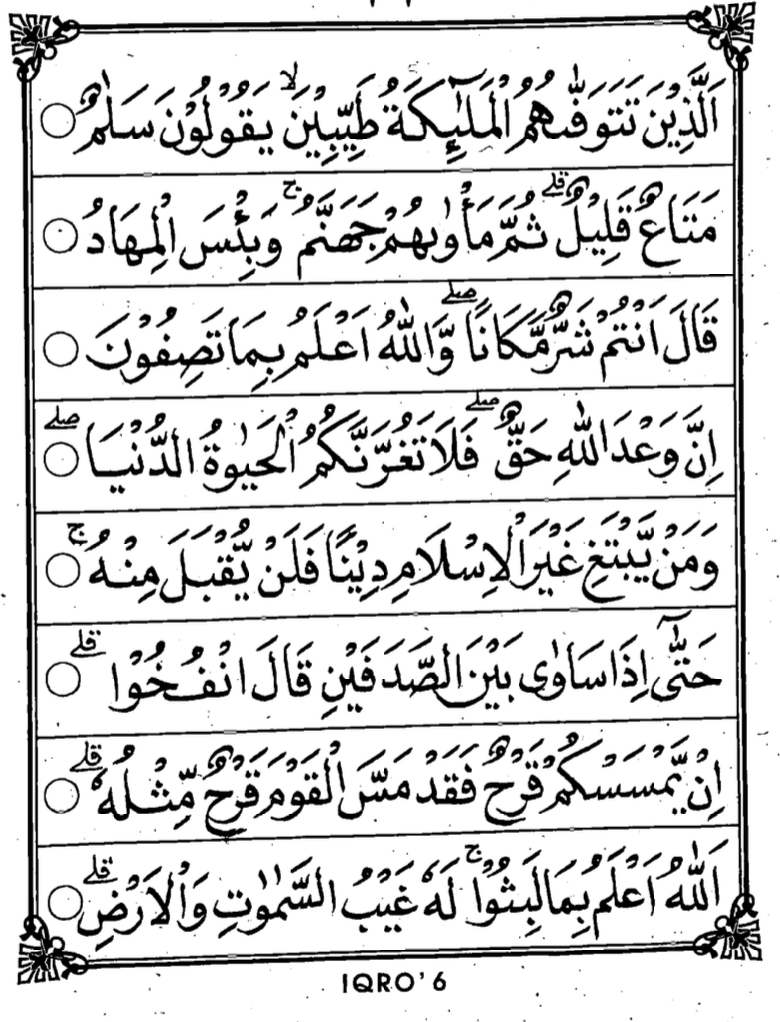 اَلَّذِيْنَ تَتَوَفّٰىهُمُ الْمَلٰٓئِكَةُ طَيِّبِيْنَ ۙ يَقُوْلُوْنَ سَلٰمٌ ○
مَتَاعٌ قَلِيْلٌ ۗ ثُمَّ مَأْوٰىهُمْ جَهَنَّمُ ۚ وَبِئْسَ الْمِهَادُ ○
قَالَ اَنْتُمْ شَرٌّ مَّكَانًا ۖ وَّاللّٰهُ اَعْلَمُ بِمَا تَصِفُوْنَ ○
اِنَّ وَعْدَ اللّٰهِ حَقٌّ ۖ فَلَا تَغُرَّنَّكُمُ الْحَيٰوةُ الدُّنْيَا ۖ ○
وَمَنْ يَّبْتَغِ غَيْرَ الْاِسْلَامِ دِيْنًا فَلَنْ يُّقْبَلَ مِنْهُ ۚ ○
حَتّٰٓى اِذَا سَاوٰى بَيْنَ الصَّدَفَيْنِ قَالَ انْفُخُوْا ۗ ○
اِنْ يَّمْسَسْكُمْ قَرْحٌ فَقَدْ مَسَّ الْقَوْمَ قَرْحٌ مِّثْلُهٗ ۗ ○
اَللّٰهُ اَعْلَمُ بِمَا لَبِثُوْا ۚ لَهٗ غَيْبُ السَّمٰوٰتِ وَالْاَرْضِ ۗ ○
IQRO' 6